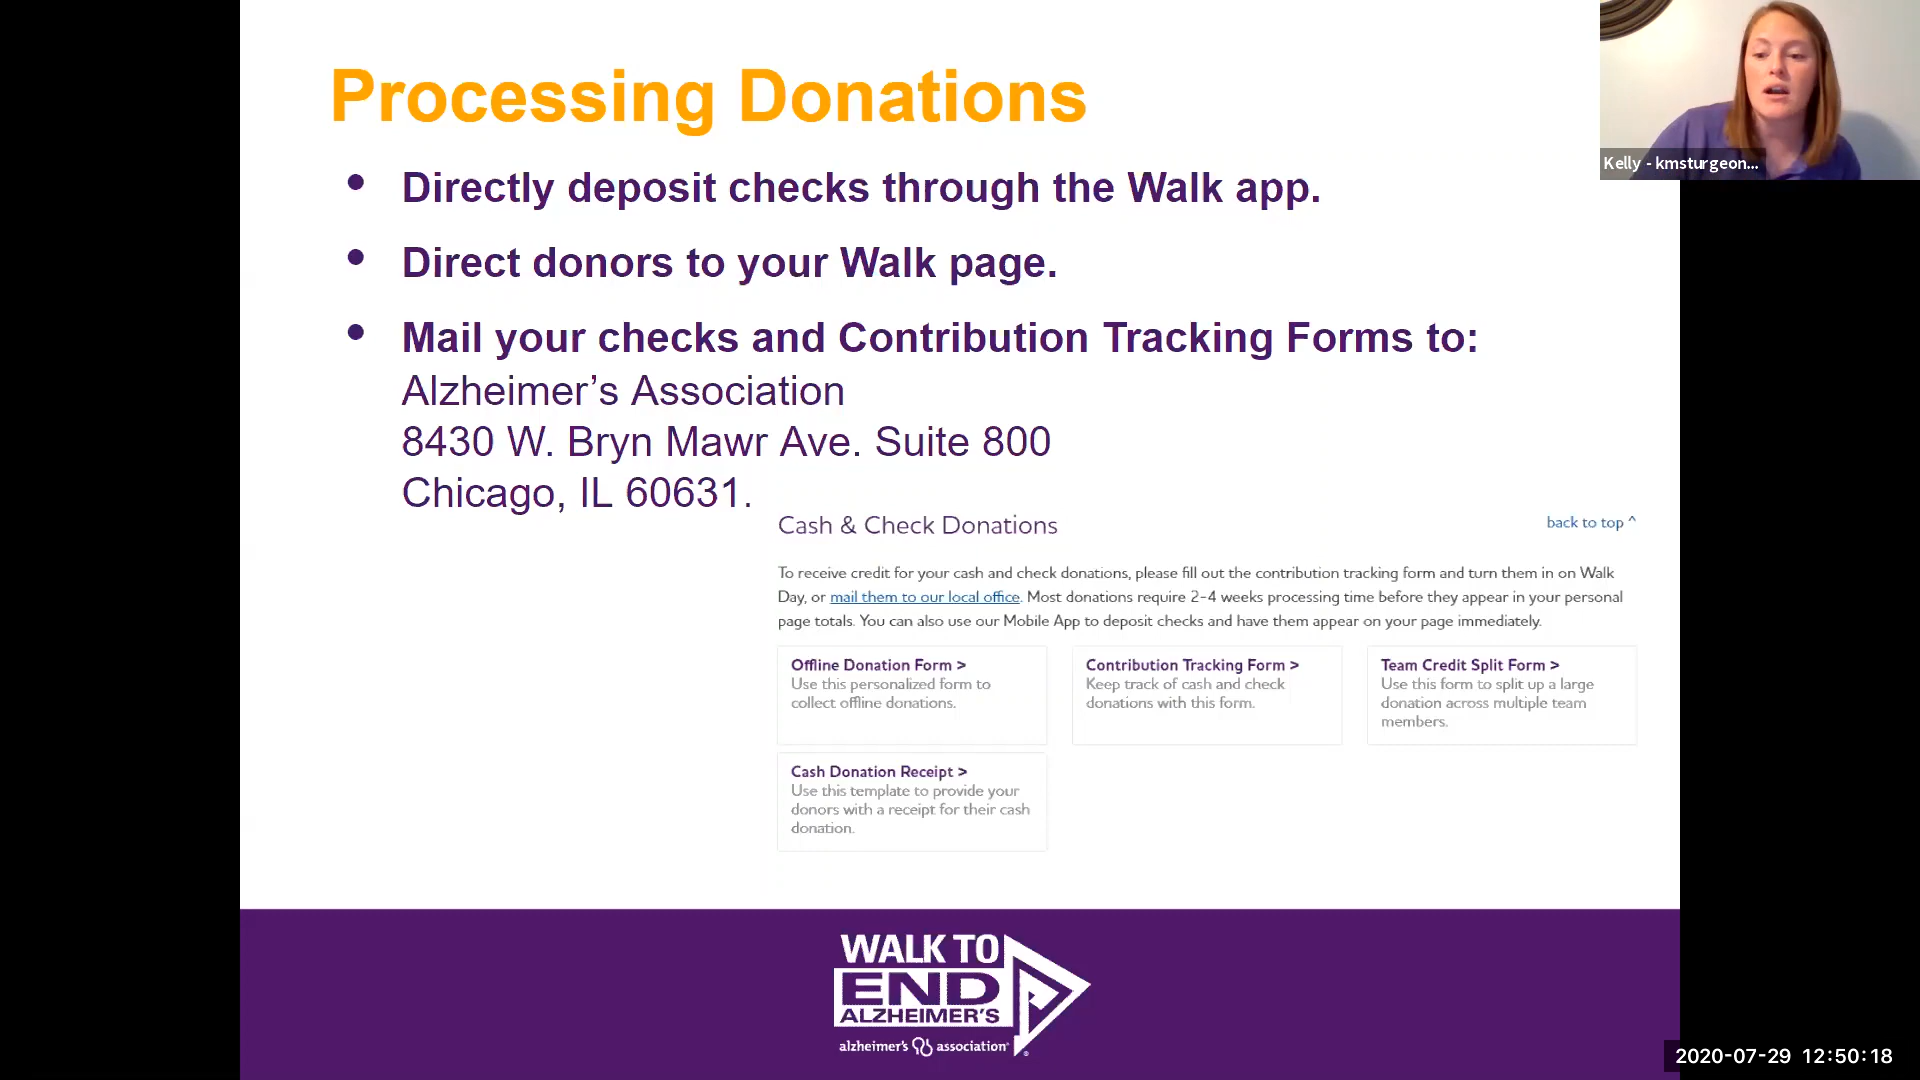 Processing Donations
• Directly deposit checks through the Walk app.
• Direct donors to your Walk page.
• Mail your checks and Contribution Tracking Forms to:
Alzheimer’s Association
8430 W. Bryn Mawr Ave. Suite 800
Chicago, IL 60631.
Cash & Check Donations
back to top ^
To receive credit for your cash and check donations, please fill out the contribution tracking form and turn them in on Walk
Day, or mail them to our local office. Most donations require 2-4 weeks processing time before they appear in your personal
page totals. You can also use our Mobile App to deposit checks and have them appear on your page immediately.
Offline Donation Form >
Use this personalized form to
collect offline donations.
Contribution Tracking Form >
Keep track of cash and check
donations with this form.
Team Credit Split Form >
Use this form to split up a large
donation across multiple team
members.
Cash Donation Receipt >
Use this template to provide your
donors with a receipt for their cash
donation.
WALK TO
END
ALZHEIMER'S
alzheimer's association®
Kelly - kmsturgeon...
2020-07-29 12:50:18